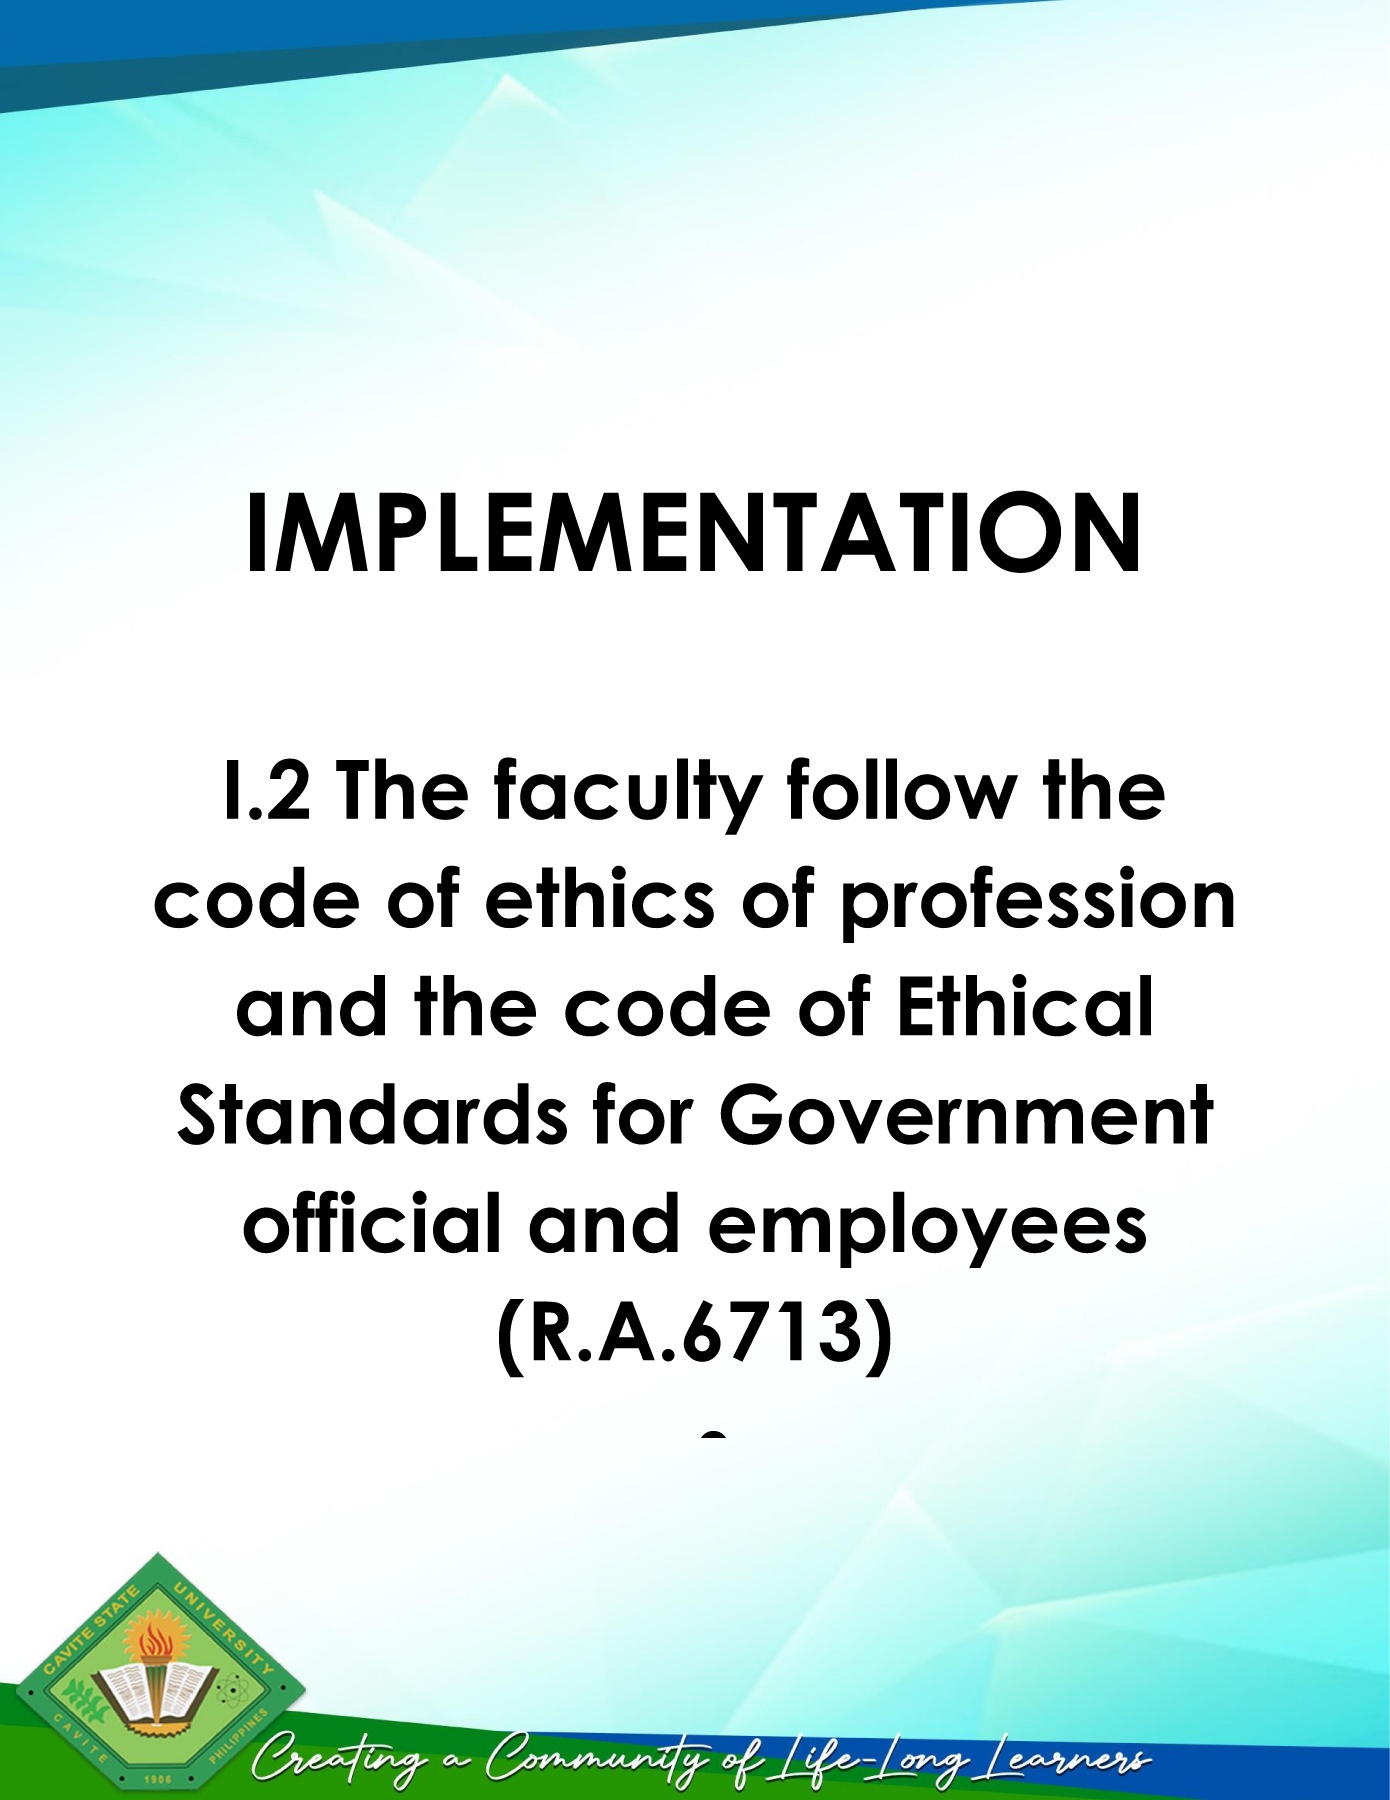 IMPLEMENTATION
I.2 The faculty follow the
code of ethics of profession
and the code of Ethical
Standards for Government
official and employees
(R.A.6713)
CAVITE STATE UNIVERSITY
CAVITE PHILIPPINES
1906
Creating a Community of Life-Long Learners